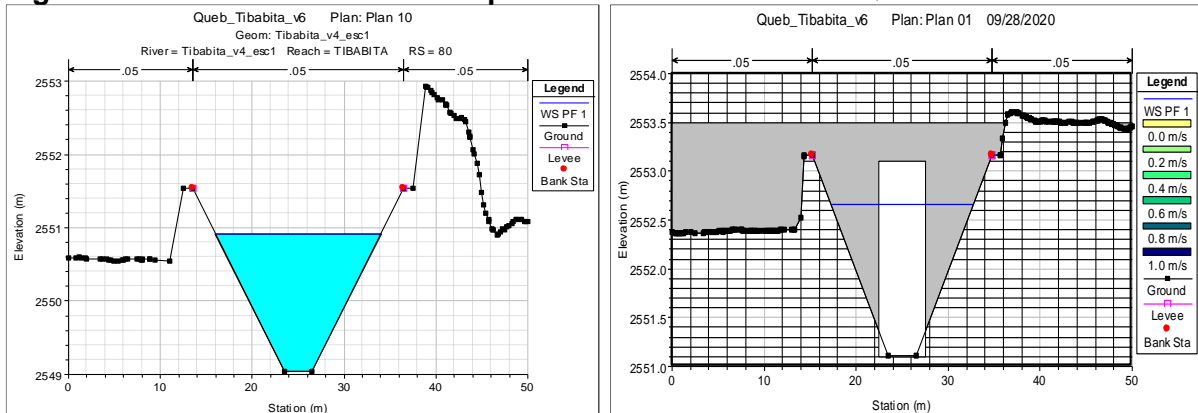 Queb_Tibabita_v6 Plan: Plan 10
Geom: Tibabita_v4_esc1
River = Tibabita_v4_esc1 Reach = TIBABITA RS = 80
.05 .05 .05
2553
2552
2551
2550
2549
Elevation (m)
0 10 20 30 40 50
Station (m)
Legend
WS PF 1
Ground
Levee
Bank Sta
Queb_Tibabita_v6 Plan: Plan 01 09/28/2020
.05 .05 .05
2554.0
2553.5
2553.0
2552.5
2552.0
2551.5
2551.0
Elevation (m)
0 10 20 30 40 50
Station (m)
Legend
WS PF 1
0.0 m/s
0.2 m/s
0.4 m/s
0.6 m/s
0.8 m/s
1.0 m/s
Ground
Levee
Bank Sta